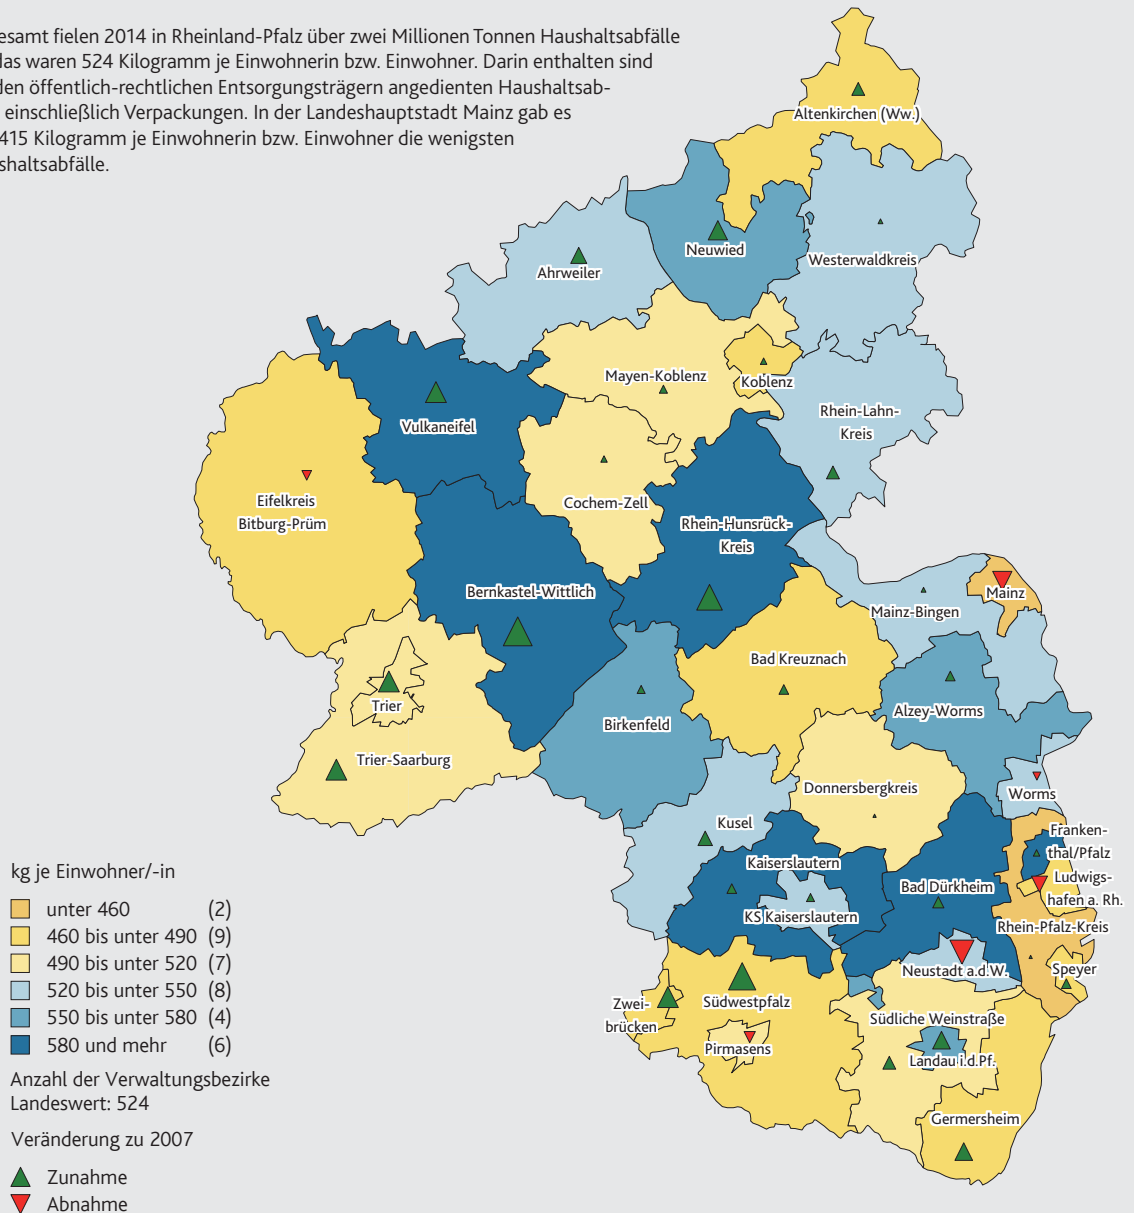 esamt fielen 2014 in Rheinland-Pfalz über zwei Millionen Tonnen Haushaltsabfälle
das waren 524 Kilogramm je Einwohnerin bzw. Einwohner. Darin enthalten sind
den öffentlich-rechtlichen Entsorgungsträgern angedienten Haushaltsab-
einschließlich Verpackungen. In der Landeshauptstadt Mainz gab es
415 Kilogramm je Einwohnerin bzw. Einwohner die wenigsten
shaltsabfälle.
Altenkirchen (Ww.)
Neuwied
Westerwaldkreis
Ahrweiler
Mayen-Koblenz
Koblenz
Rhein-Lahn-
Kreis
Vulkaneifel
Cochem-Zell
Eifelkreis
Bitburg-Prüm
Rhein-Hunsrück-
Kreis
Bernkastel-Wittlich
Mainz
Mainz-Bingen
Bad Kreuznach
Trier
Alzey-Worms
Birkenfeld
Trier-Saarburg
Donnersbergkreis
Worms
Kusel
Franken-
thal/Pfalz
Kaiserslautern
Ludwigs-
hafen a. Rh.
Bad Dürkheim
KS Kaiserslautern
Rhein-Pfalz-Kreis
Neustadt a.d.W.
Speyer
Zwei-
brücken
Südwestpfalz
Südliche Weinstraße
Pirmasens
Landau i.d.Pf.
Germersheim
kg je Einwohner/-in
unter 460 (2)
460 bis unter 490 (9)
490 bis unter 520 (7)
520 bis unter 550 (8)
550 bis unter 580 (4)
580 und mehr (6)
Anzahl der Verwaltungsbezirke
Landeswert: 524
Veränderung zu 2007
Zunahme
Abnahme